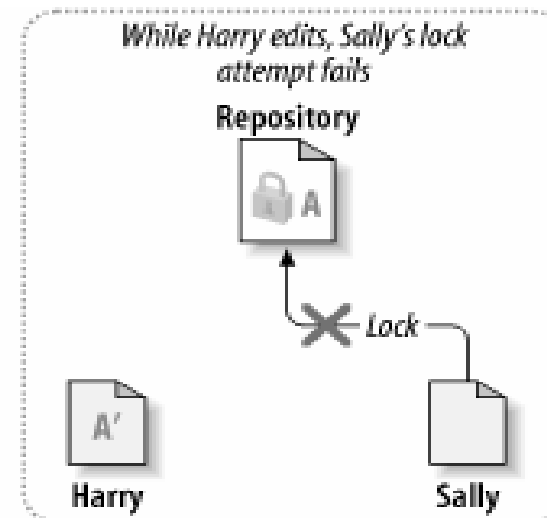 While Harry edits, Sally's lock
attempt fails
Repository
A
Lock
A′
Harry
Sally